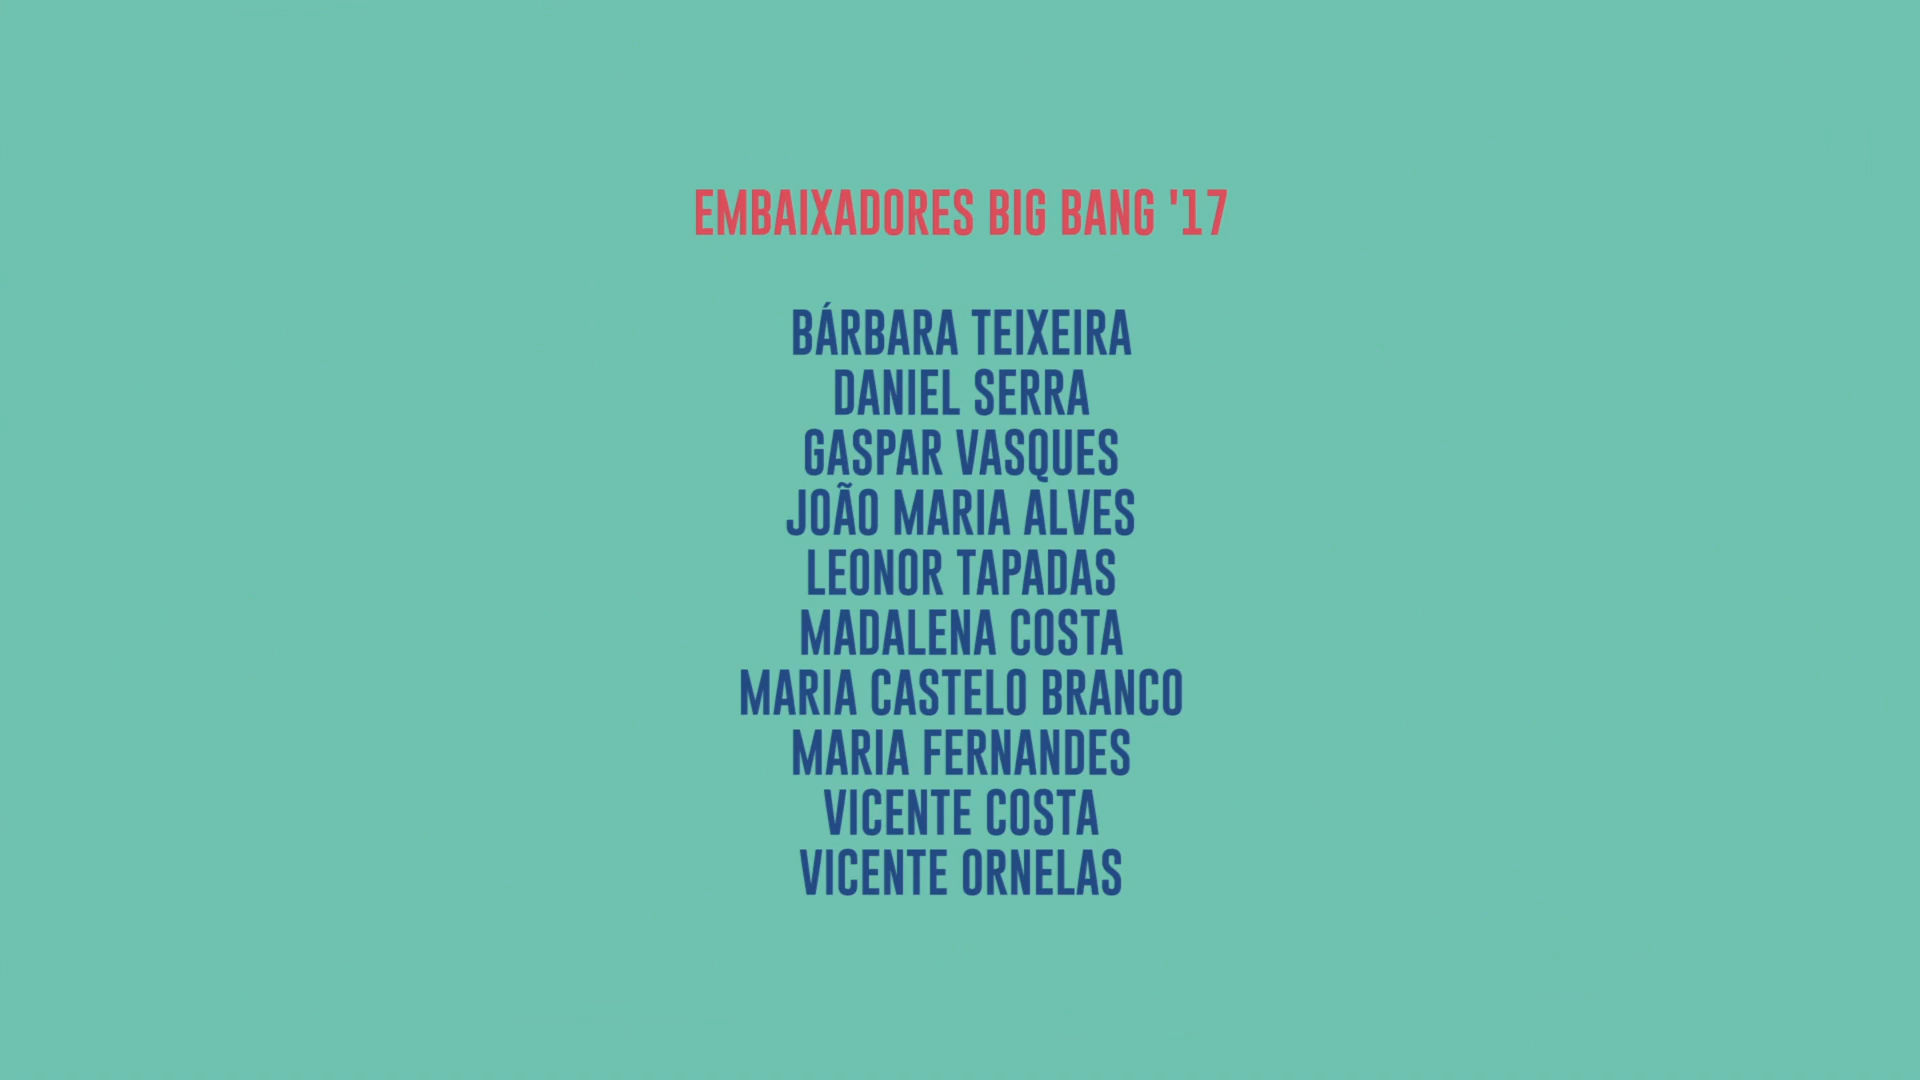 EMBAIXADORES BIG BANG '17
BÁRBARA TEIXEIRA
DANIEL SERRA
GASPAR VASQUES
JOÃO MARIA ALVES
LEONOR TAPADAS
MADALENA COSTA
MARIA CASTELO BRANCO
MARIA FERNANDES
VICENTE COSTA
VICENTE ORNELAS